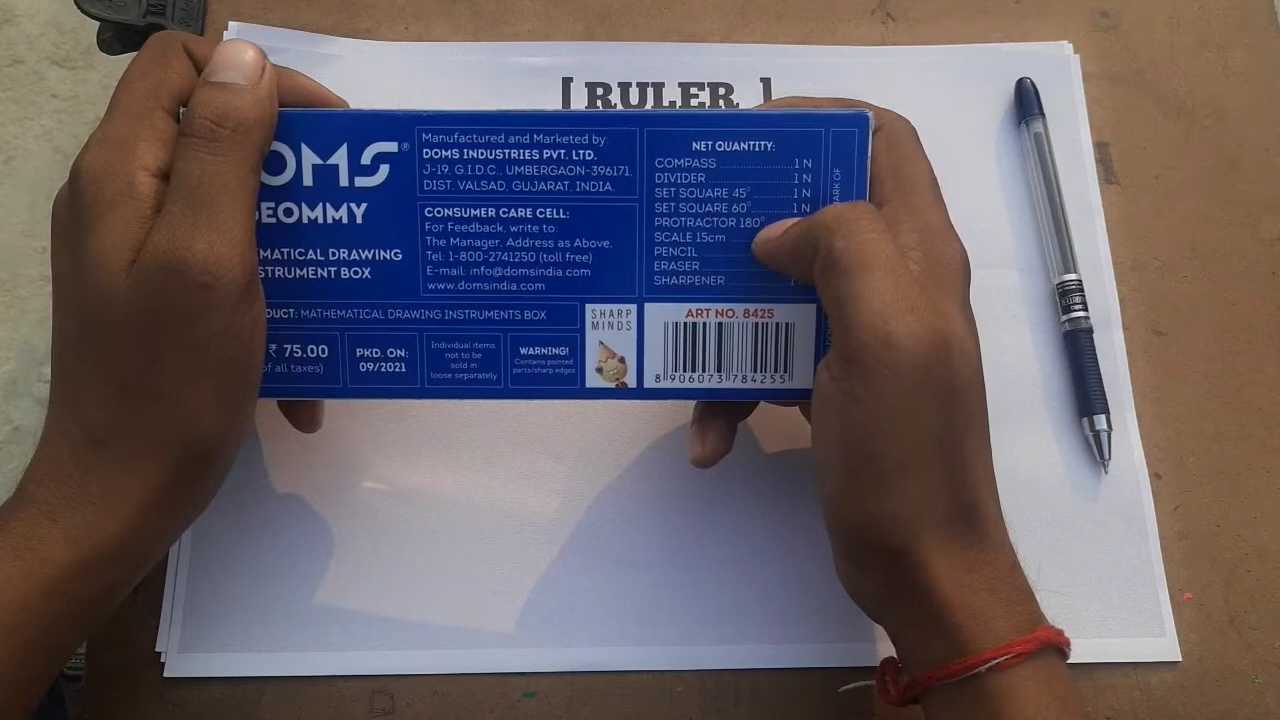 [ RULER ]
DOMS®
GEOMMY
EMATICAL DRAWING
STRUMENT BOX
Manufactured and Marketed by:
DOMS INDUSTRIES PVT. LTD.
J-19, G.I.D.C., UMBERGAON-396171,
DIST. VALSAD, GUJARAT, INDIA.
CONSUMER CARE CELL:
For Feedback, write to:
The Manager, Address as Above,
Tel: 1-800-2741250 (toll free)
E-mail: info@domsindia.com
www.domsindia.com
NET QUANTITY:
COMPASS 1 N
DIVIDER 1 N
SET SQUARE 45° 1 N
SET SQUARE 60° 1 N
PROTRACTOR 180°
SCALE 15cm
PENCIL
ERASER
SHARPENER
MARK OF
DUCT: MATHEMATICAL DRAWING INSTRUMENTS BOX
₹ 75.00
of all taxes)
PKD. ON:
09/2021
Individual items
not to be
sold in
loose separately
WARNING!
Contains pointed
parts/sharp edges
SHARP
MINDS
ART NO. 8425
8 906073 784255